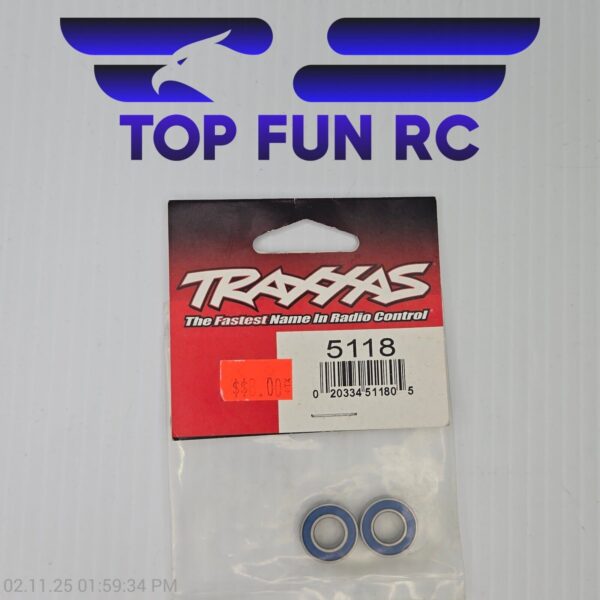 TOP FUN RC
TRAXXAS
The Fastest Name In Radio Control
5118
0 20334 51180 5
02.11.25 01:59:34 PM